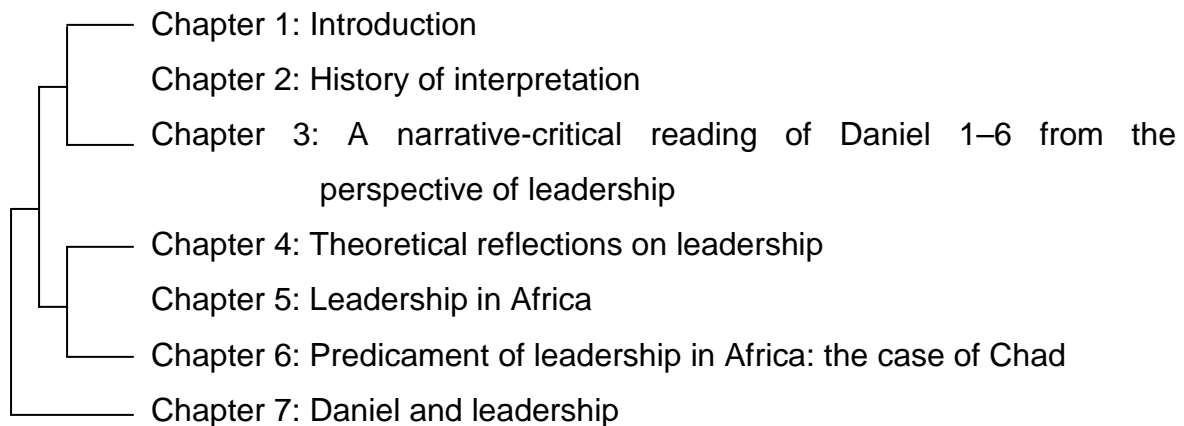 Chapter 1: Introduction
Chapter 2: History of interpretation
Chapter 3: A narrative-critical reading of Daniel 1–6 from the
perspective of leadership
Chapter 4: Theoretical reflections on leadership
Chapter 5: Leadership in Africa
Chapter 6: Predicament of leadership in Africa: the case of Chad
Chapter 7: Daniel and leadership